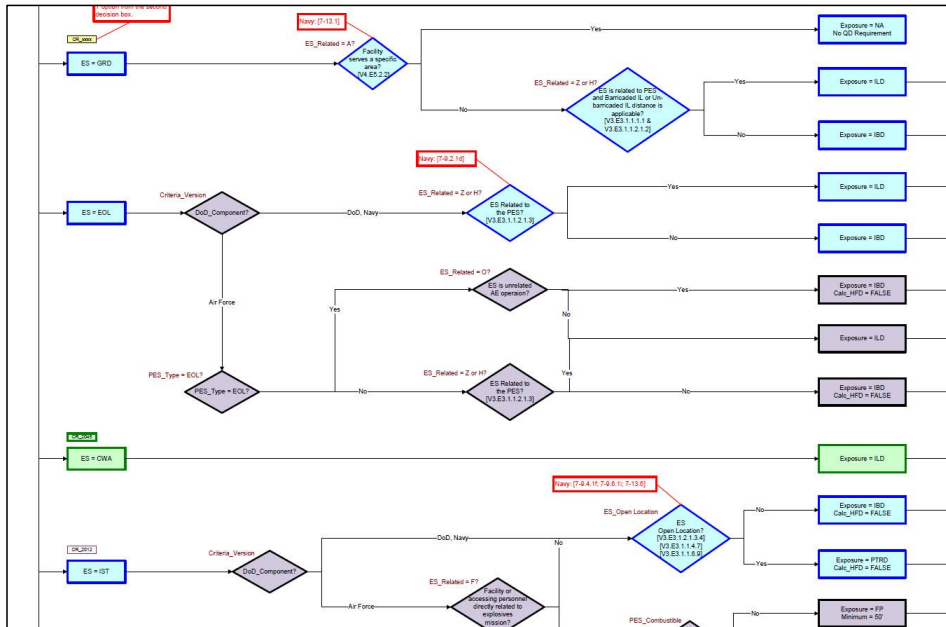 Y option from the second
decision box.
CR_xxxx
ES = GRD
Navy: [7-13.1]
ES_Related = A?
Facility
serves a specific
area?
[V4.E5.2.2]
Yes
Exposure = NA
No QD Requirement
No
ES_Related = Z or H?
ES is related to PES
and Barricaded IL or Un-
barricaded IL distance is
applicable?
[V3.E3.1.1.1.1 &
V3.E3.1.1.2.1.2]
Yes
Exposure = ILD
No
Exposure = IBD
Navy: [7-9.2.1d]
Criteria_Version
ES = EOL
DoD_Component?
DoD, Navy
ES_Related = Z or H?
ES Related to
the PES?
[V3.E3.1.1.2.1.3]
Yes
Exposure = ILD
No
Exposure = IBD
Air Force
ES_Related = O?
ES is unrelated
AE operaion?
Yes
Exposure = IBD
Calc_HFD = FALSE
Yes
No
Exposure = ILD
PES_Type = EOL?
PES_Type = EOL?
No
ES_Related = Z or H?
ES Related to
the PES?
[V3.E3.1.1.2.1.3]
Yes
No
Exposure = IBD
Calc_HFD = FALSE
ES = CWA
Exposure = ILD
Navy: [7-9.4.1f; 7-9.6.1i; 7-13.6]
ES_Open Location
ES
Open Location?
[V3.E3.1.2.1.3.4]
[V3.E3.1.1.4.7]
[V3.E3.1.1.6.9]
No
Exposure = IBD
Calc_HFD = FALSE
Yes
Exposure = PTRD
Calc_HFD = FALSE
CR_2012
ES = IST
Criteria_Version
DoD_Component?
DoD, Navy
No
Air Force
ES_Related = F?
Facility or
accessing personnel
directly related to
explosives
mission?
PES_Combustible
No
Exposure = FP
Minimum = 50'